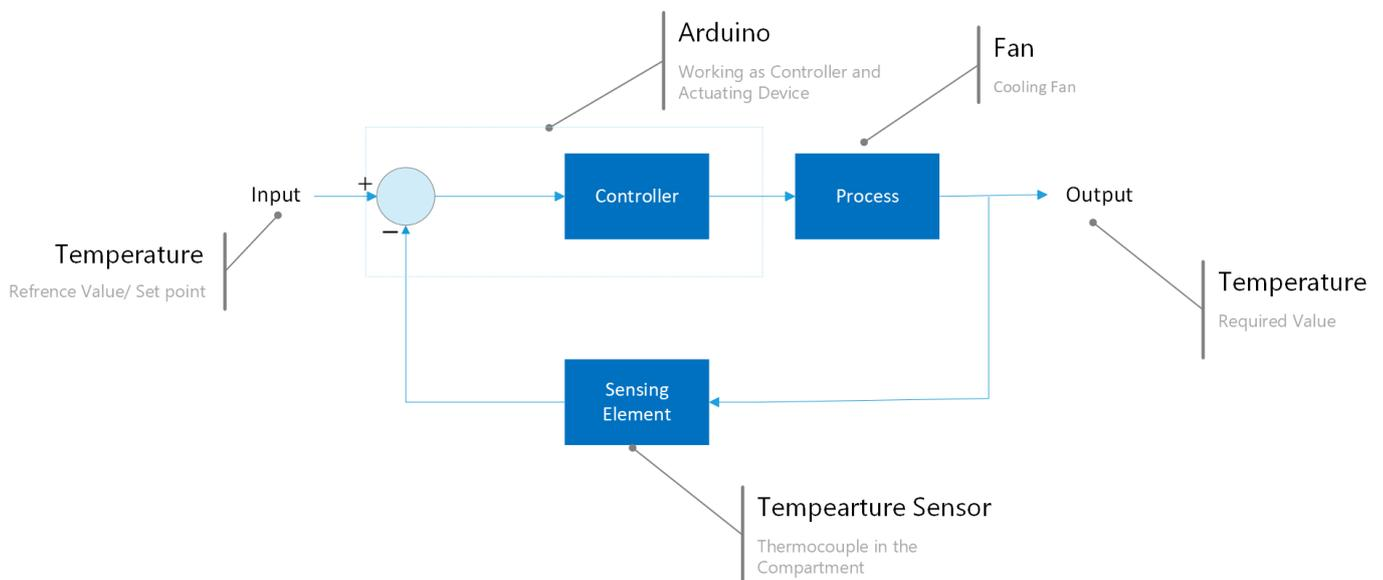 Arduino
Working as Controller and
Actuating Device
Fan
Cooling Fan
+
Input
Controller
Process
Output
−
Temperature
Refrence Value/ Set point
Temperature
Required Value
Sensing
Element
Tempearture Sensor
Thermocouple in the
Compartment